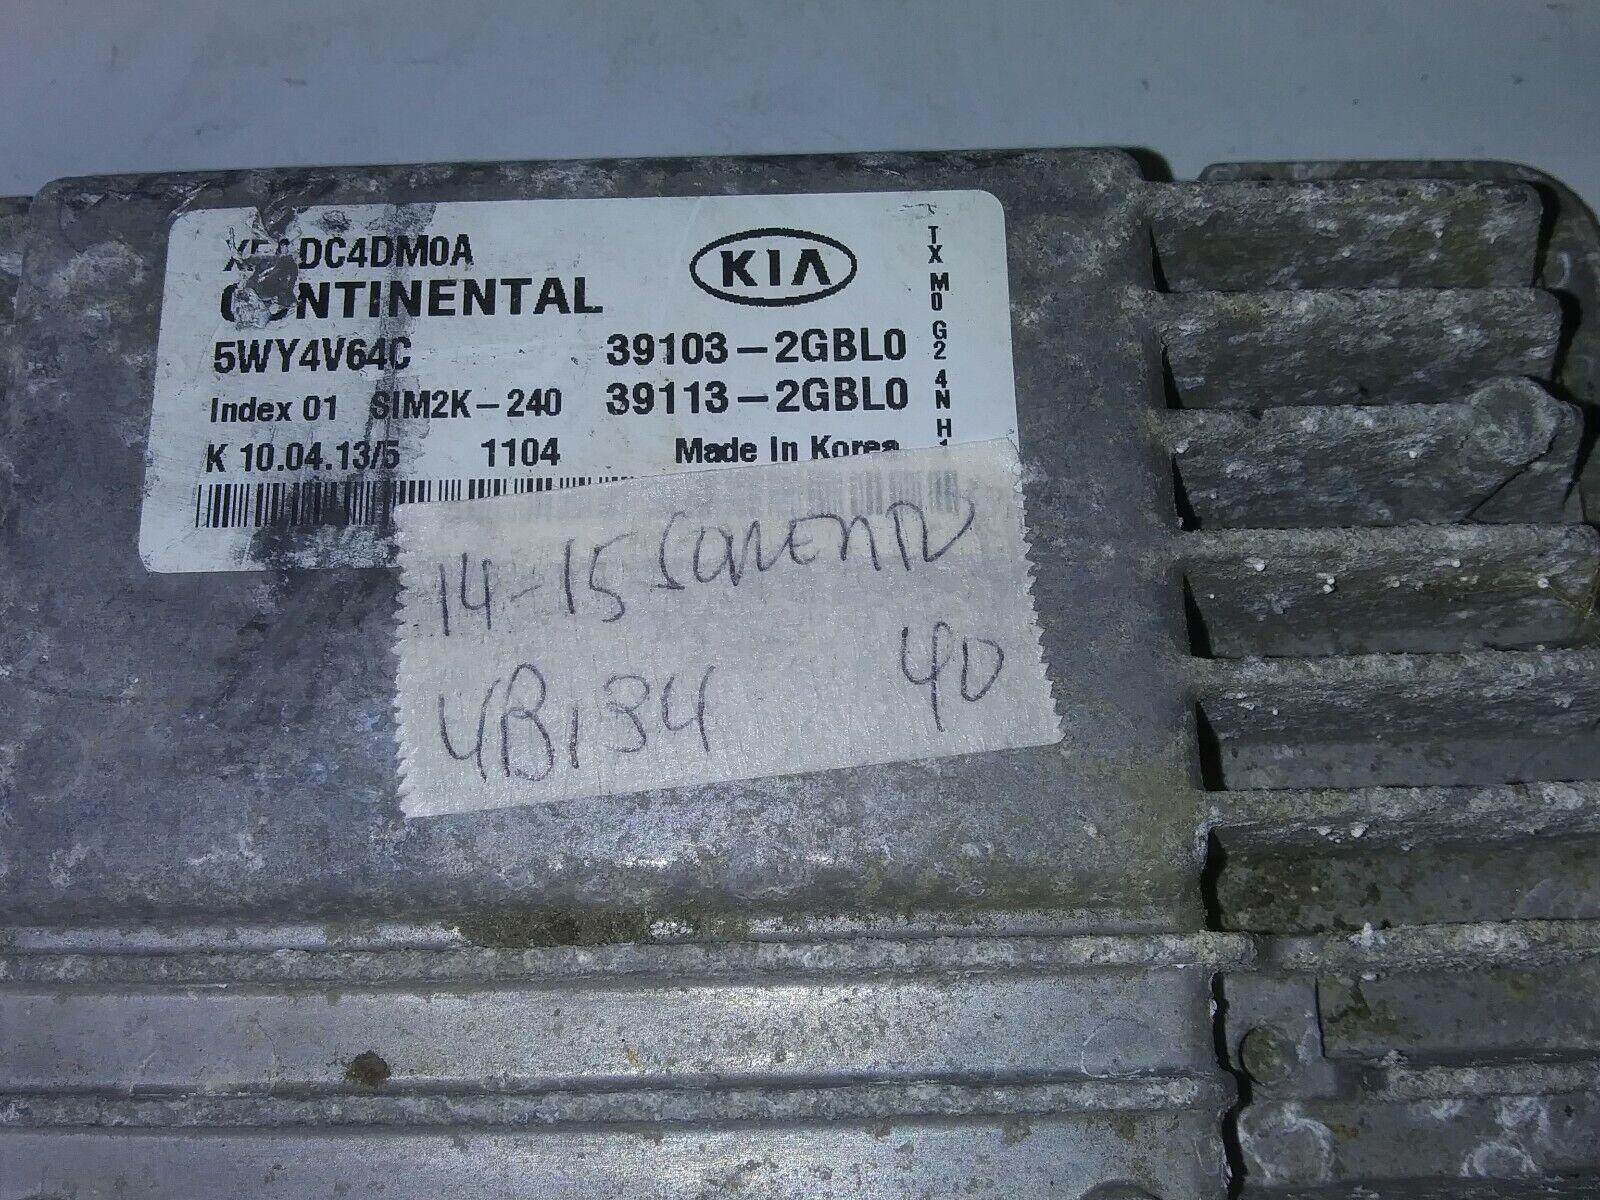 DC4DM0A
KIA
CONTINENTAL
5WY4V64C 39103-2GBL0
Index 01 SIM2K-240 39113-2GBL0
K 10.04.13/5 1104 Made In Korea
TX M0 G2 4N H
14-15 SORENTO
4B134 40